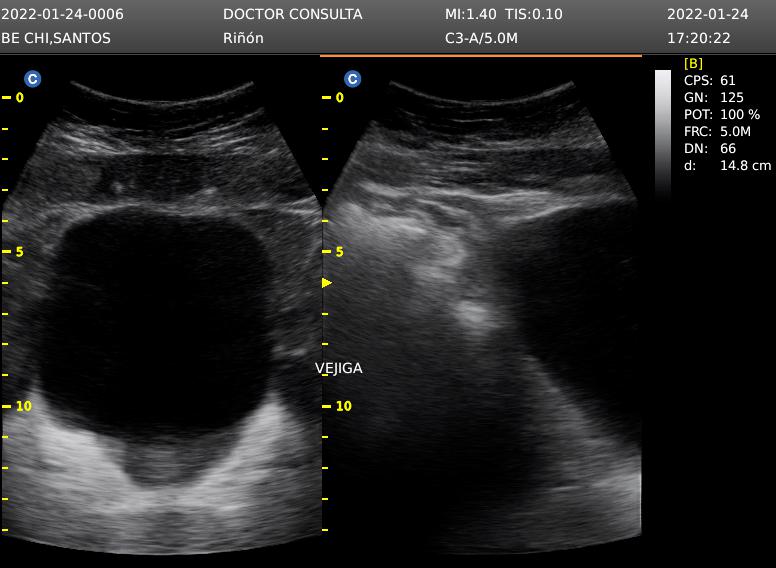 2022-01-24-0006 DOCTOR CONSULTA MI:1.40 TIS:0.10 2022-01-24
BE CHI,SANTOS Riñón C3-A/5.0M 17:20:22
[B]
CPS: 61
GN: 125
POT: 100 %
FRC: 5.0M
DN: 66
d: 14.8 cm
C
0
5
10
C
0
5
10
VEJIGA